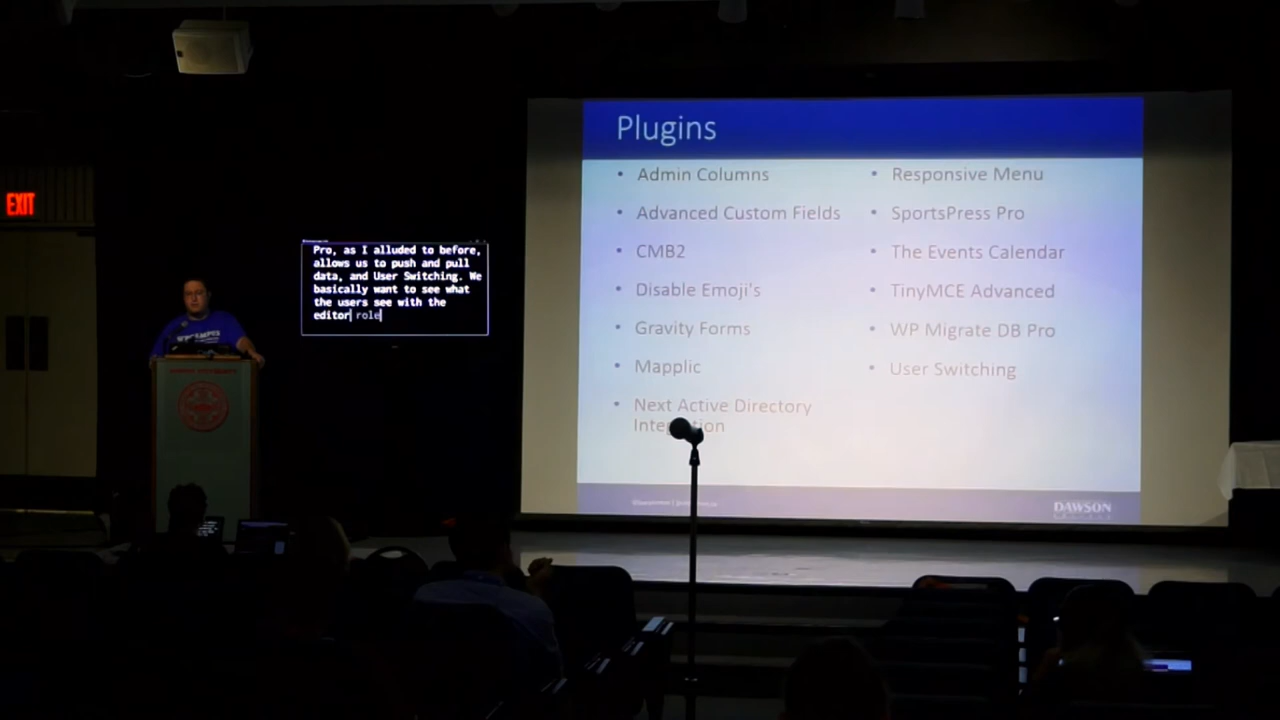 EXIT
Pro, as I alluded to before,
allows us to push and pull
data, and User Switching. We
basically want to see what
the users see with the
editor role
Plugins
• Admin Columns
• Advanced Custom Fields
• CMB2
• Disable Emoji's
• Gravity Forms
• Mapplic
• Next Active Directory
• Responsive Menu
• SportsPress Pro
• The Events Calendar
• TinyMCE Advanced
• WP Migrate DB Pro
• User Switching
DAWSON